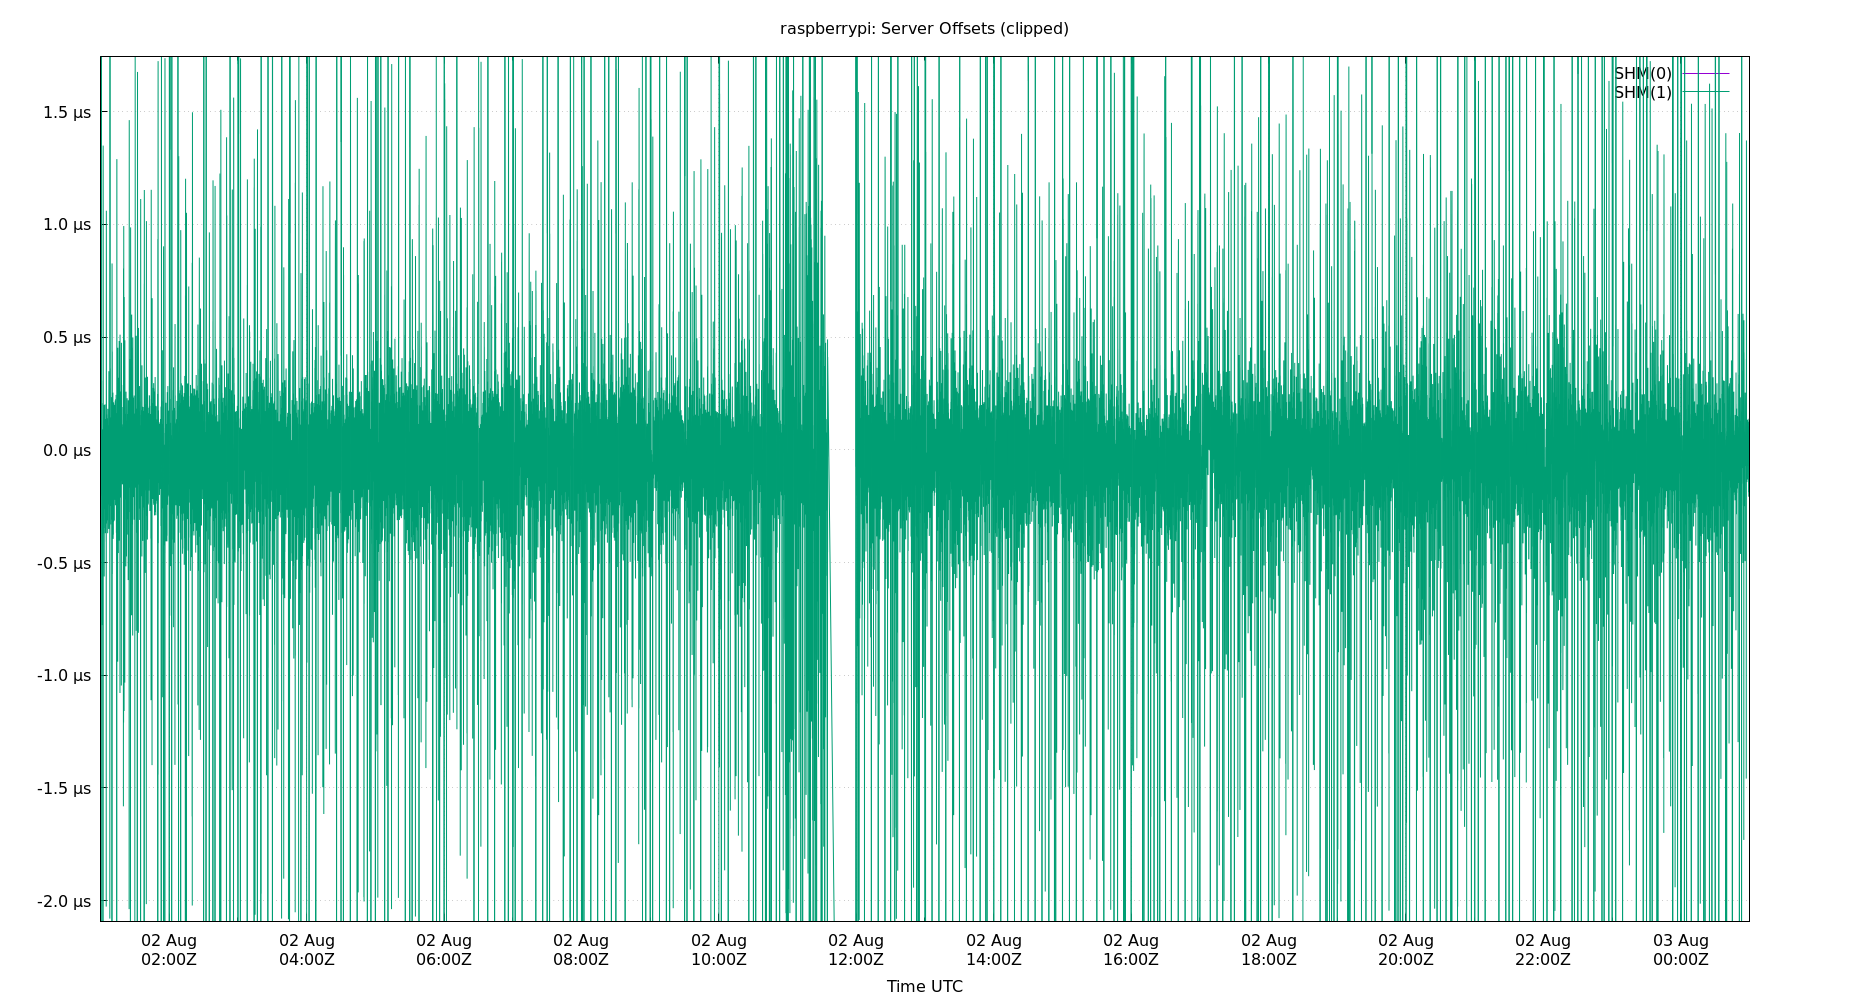 raspberrypi: Server Offsets (clipped)
SHM(0)
SHM(1)
1.5 µs
1.0 µs
0.5 µs
0.0 µs
-0.5 µs
-1.0 µs
-1.5 µs
-2.0 µs
02 Aug 02 Aug 02 Aug 02 Aug 02 Aug 02 Aug 02 Aug 02 Aug 02 Aug 02 Aug 02 Aug 03 Aug
02:00Z 04:00Z 06:00Z 08:00Z 10:00Z 12:00Z 14:00Z 16:00Z 18:00Z 20:00Z 22:00Z 00:00Z
Time UTC